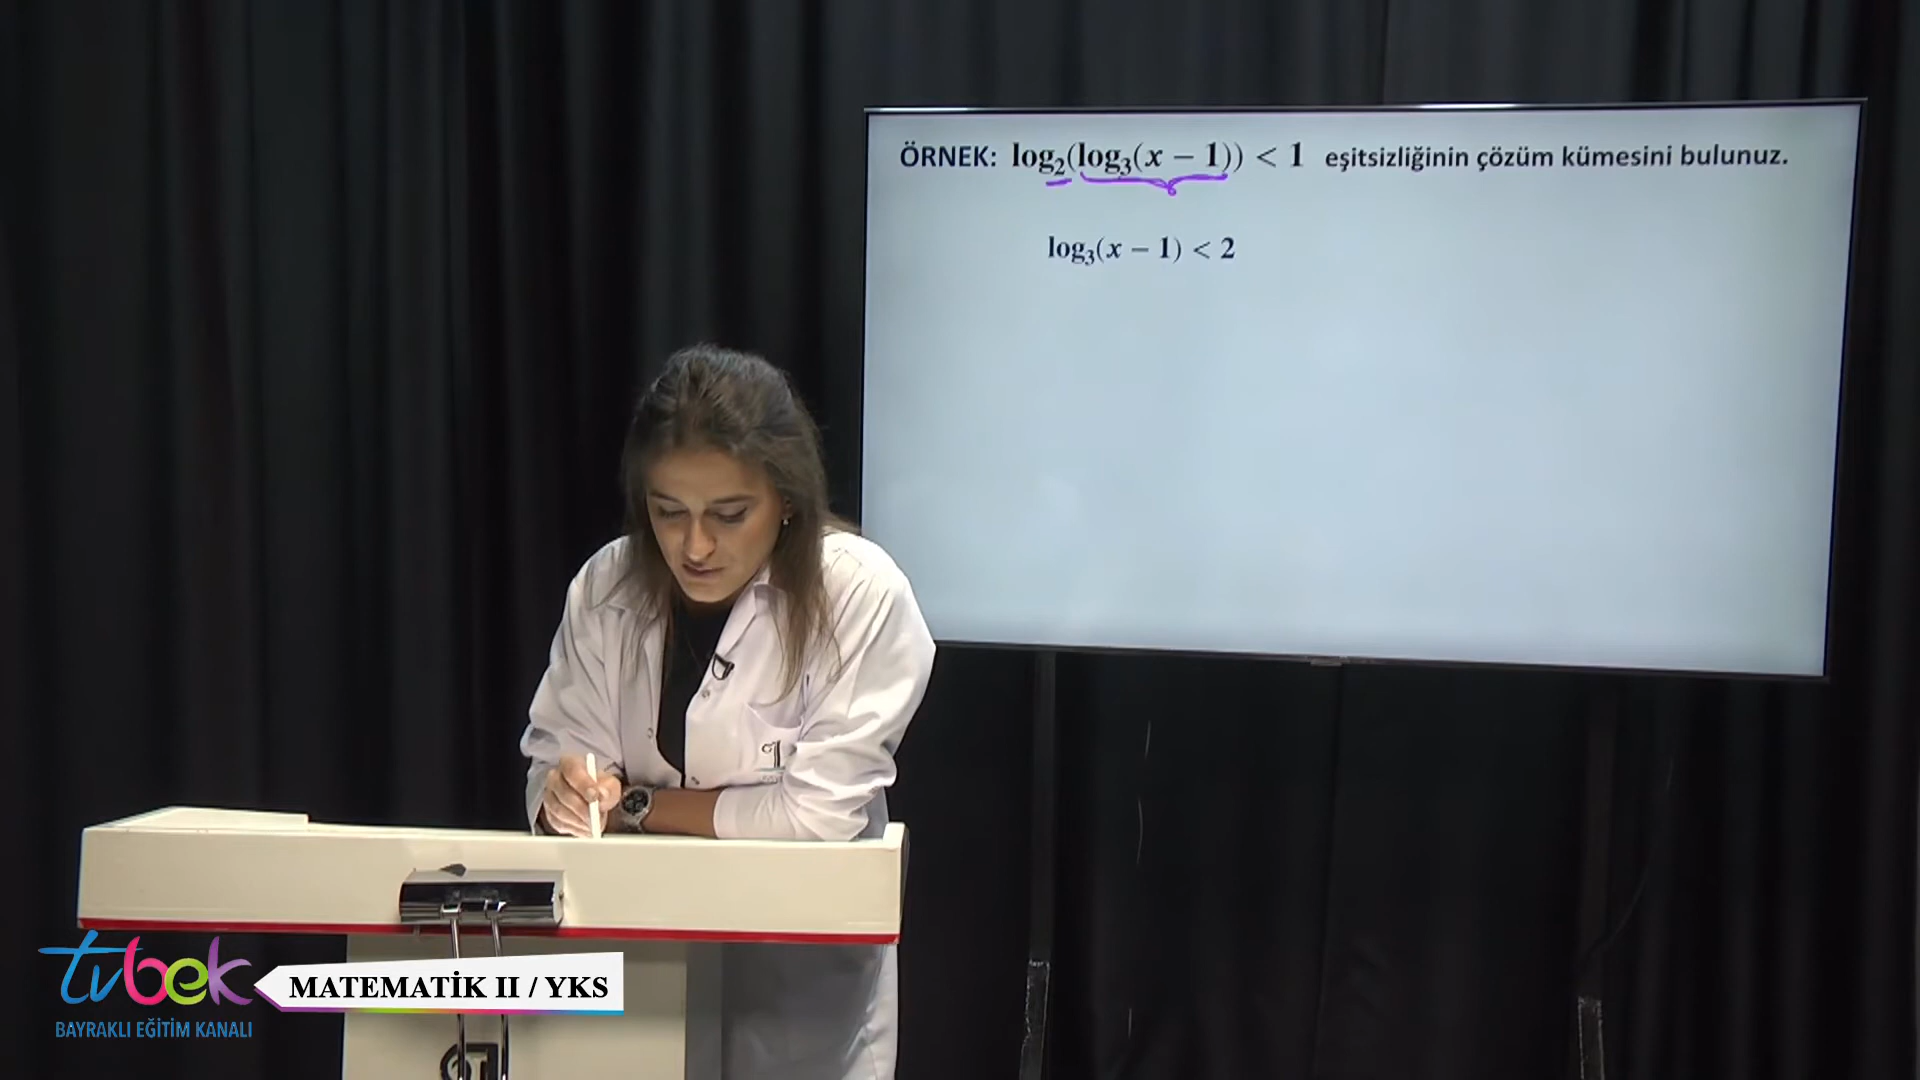 ÖRNEK: log₂(log₃(x − 1)) < 1 eşitsizliğinin çözüm kümesini bulunuz.
log₃(x − 1) < 2
tvbek
BAYRAKLI EĞİTİM KANALI
MATEMATİK II / YKS